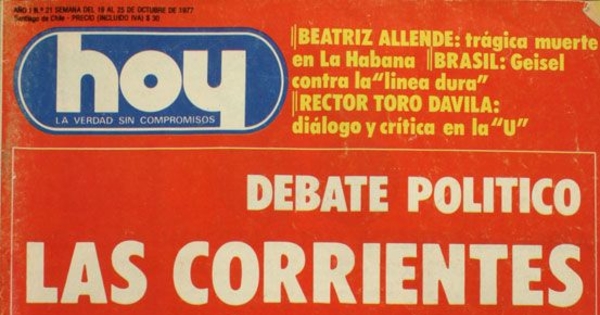 AÑO I N.º 21 SEMANA DEL 19 AL 25 DE OCTUBRE DE 1977
Santiago de Chile - PRECIO (INCLUIDO IVA) $ 30
hoy
LA VERDAD SIN COMPROMISOS
BEATRIZ ALLENDE: trágica muerte
en La Habana BRASIL: Geisel
contra la "linea dura"
RECTOR TORO DAVILA:
diálogo y crítica en la "U"
DEBATE POLITICO
LAS CORRIENTES